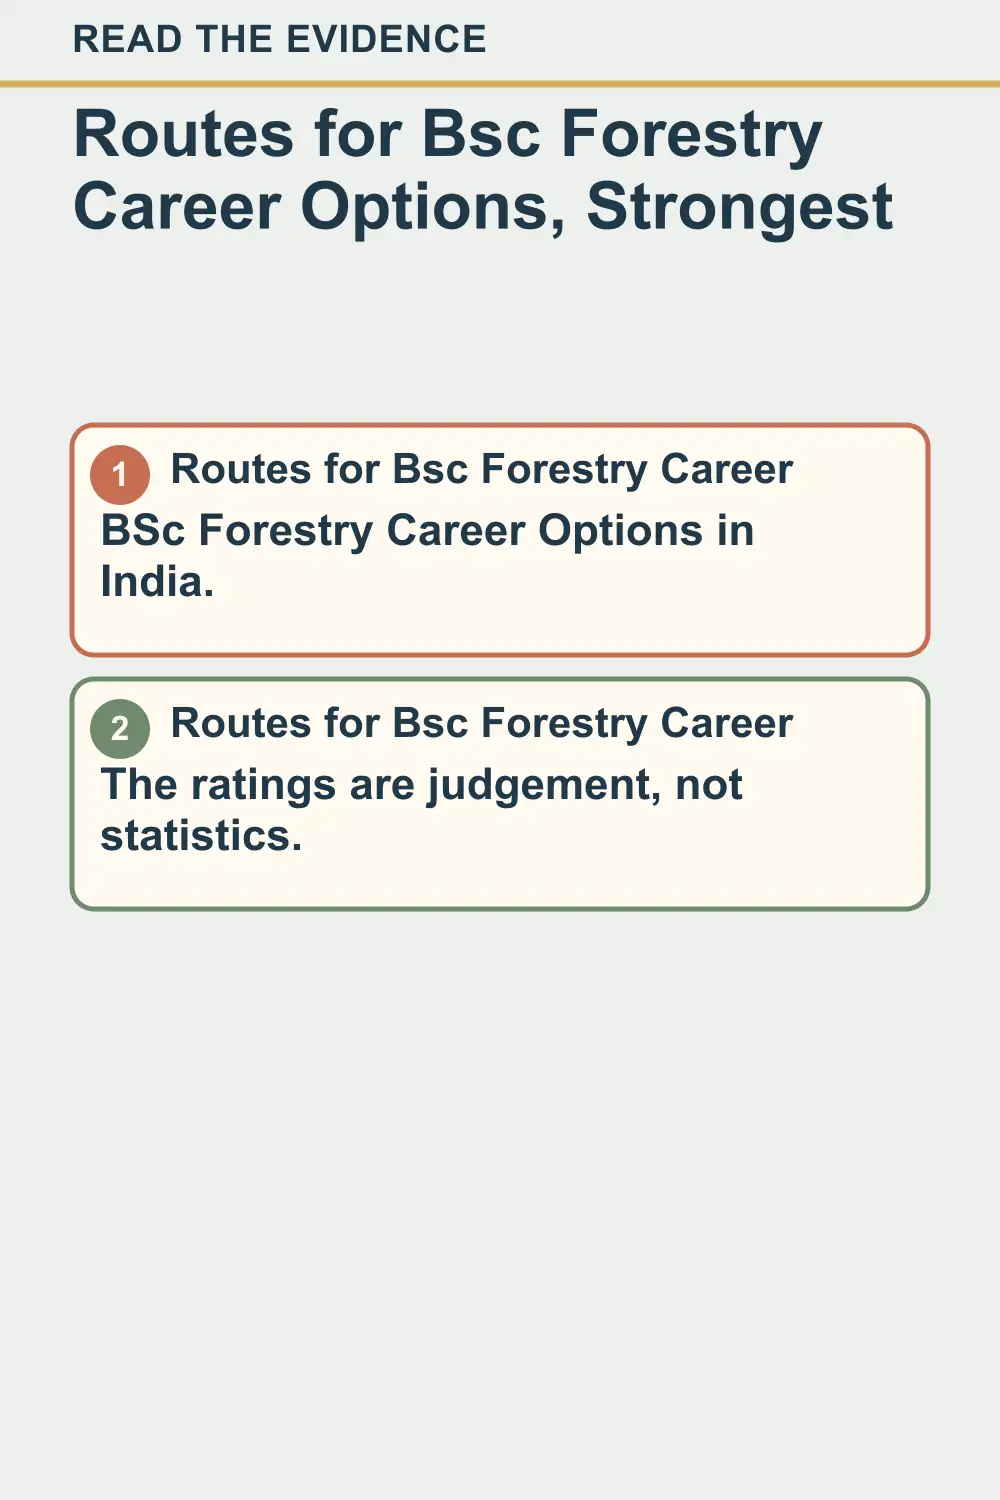 READ THE EVIDENCE
Routes for Bsc Forestry
Career Options, Strongest
1 Routes for Bsc Forestry Career
BSc Forestry Career Options in
India.
2 Routes for Bsc Forestry Career
The ratings are judgement, not
statistics.